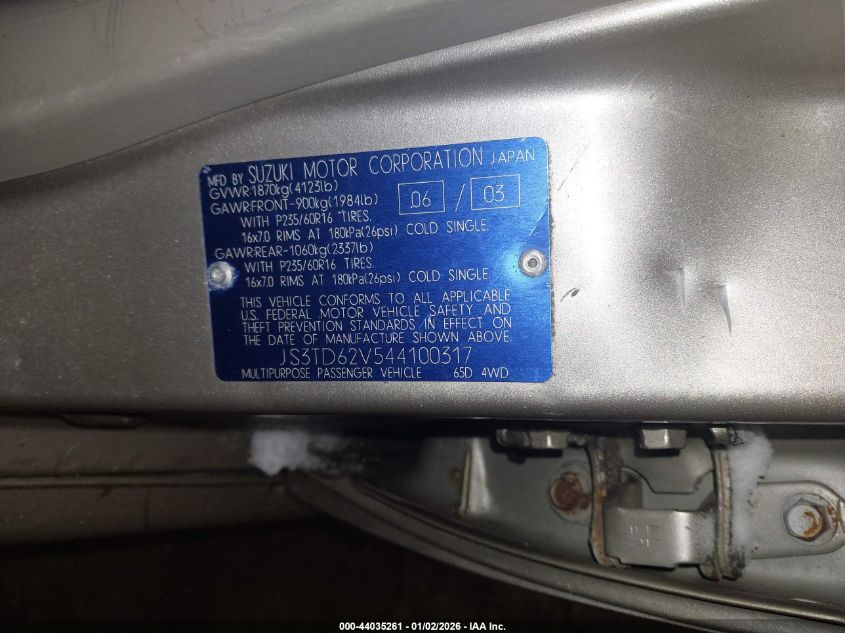 MFD BY SUZUKI MOTOR CORPORATION JAPAN
GVWR:1870kg(4123lb)
GAWR:FRONT-900kg(1984lb) 06 / 03
WITH P235/60R16 TIRES.
16x7.0 RIMS AT 180kPa(26psi) COLD SINGLE.
GAWR:REAR-1060kg(2337lb)
WITH P235/60R16 TIRES.
16x7.0 RIMS AT 180kPa(26psi) COLD SINGLE.
THIS VEHICLE CONFORMS TO ALL APPLICABLE
U.S. FEDERAL MOTOR VEHICLE SAFETY AND
THEFT PREVENTION STANDARDS IN EFFECT ON
THE DATE OF MANUFACTURE SHOWN ABOVE.
JS3TD62V544100317
MULTIPURPOSE PASSENGER VEHICLE 65D 4WD
000-44035261 - 01/02/2026 - IAA Inc.